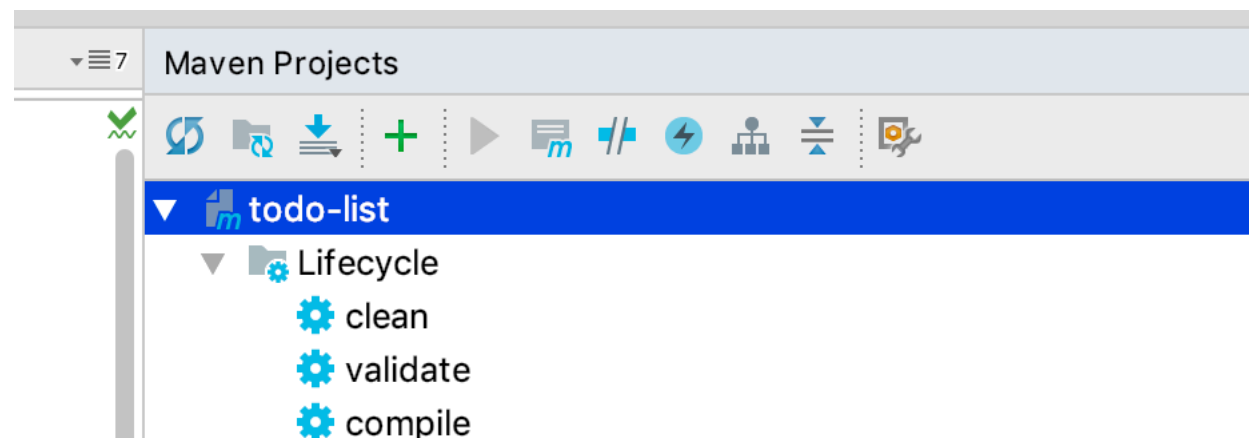 7
Maven Projects
todo-list
Lifecycle
clean
validate
compile